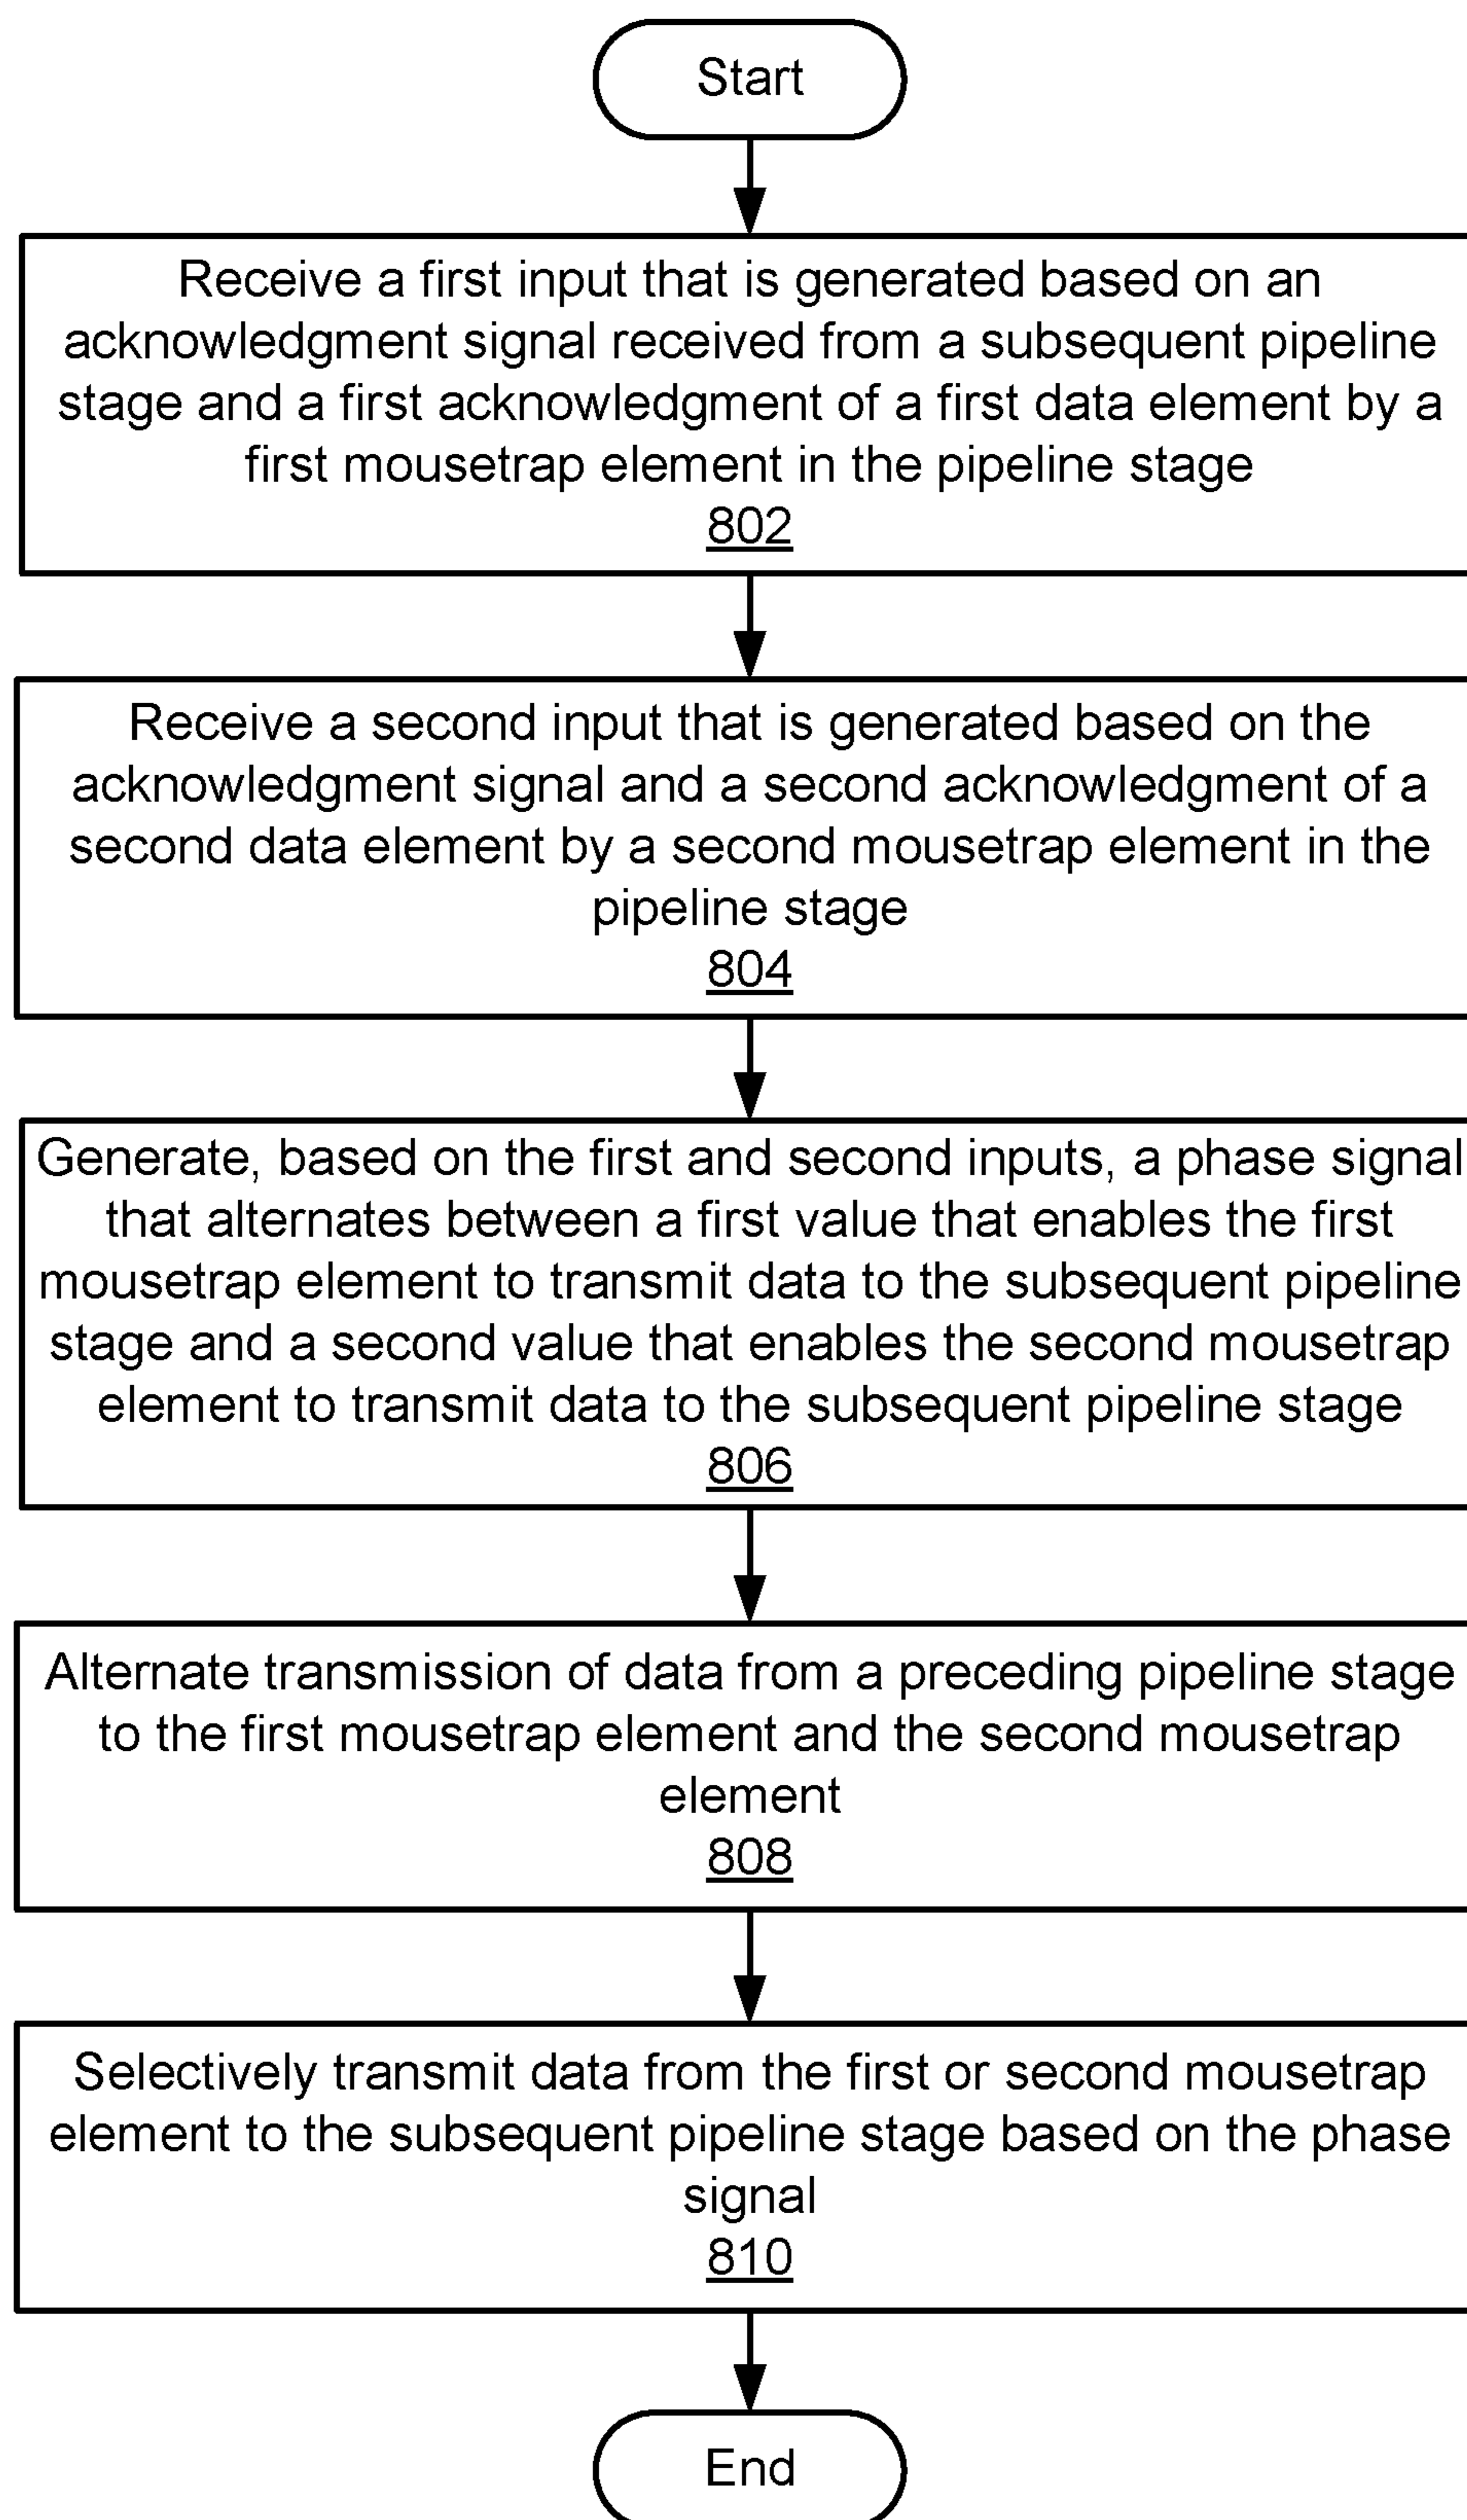 Start
Receive a first input that is generated based on an
acknowledgment signal received from a subsequent pipeline
stage and a first acknowledgment of a first data element by a
first mousetrap element in the pipeline stage
802
Receive a second input that is generated based on the
acknowledgment signal and a second acknowledgment of a
second data element by a second mousetrap element in the
pipeline stage
804
Generate, based on the first and second inputs, a phase signal
that alternates between a first value that enables the first
mousetrap element to transmit data to the subsequent pipeline
stage and a second value that enables the second mousetrap
element to transmit data to the subsequent pipeline stage
806
Alternate transmission of data from a preceding pipeline stage
to the first mousetrap element and the second mousetrap
element
808
Selectively transmit data from the first or second mousetrap
element to the subsequent pipeline stage based on the phase
signal
810
End